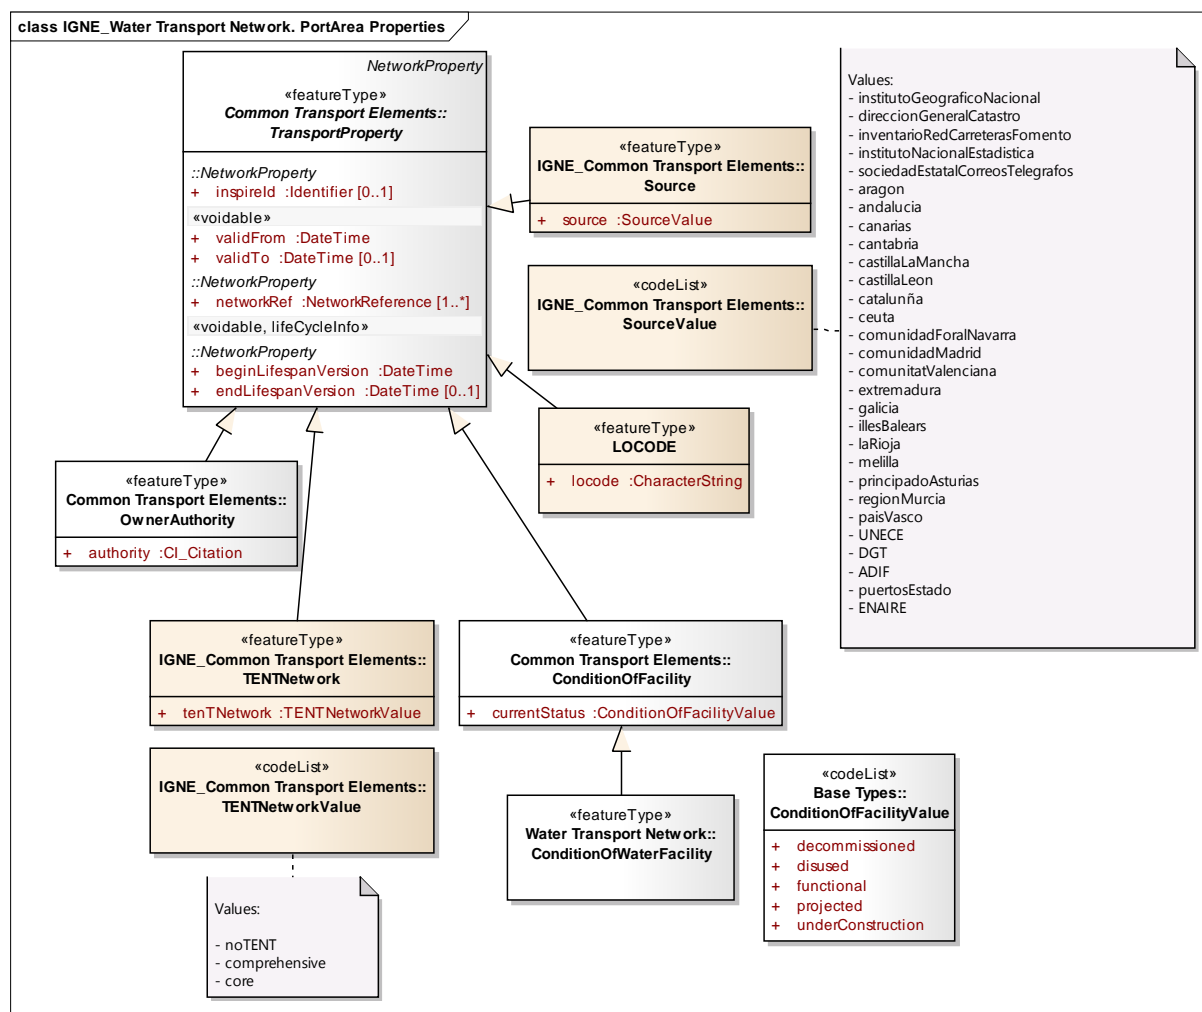 class IGNE_Water Transport Network. PortArea Properties
NetworkProperty
«featureType»
Common Transport Elements::
TransportProperty
::NetworkProperty
+ inspireId :Identifier [0..1]
«voidable»
+ validFrom :DateTime
+ validTo :DateTime [0..1]
::NetworkProperty
+ networkRef :NetworkReference [1..*]
«voidable, lifeCycleInfo»
::NetworkProperty
+ beginLifespanVersion :DateTime
+ endLifespanVersion :DateTime [0..1]
«featureType»
IGNE_Common Transport Elements::
Source
+ source :SourceValue
«codeList»
IGNE_Common Transport Elements::
SourceValue
Values:
- institutoGeograficoNacional
- direccionGeneralCatastro
- inventarioRedCarreterasFomento
- institutoNacionalEstadistica
- sociedadEstatalCorreosTelegrafos
- aragon
- andalucia
- canarias
- cantabria
- castillaLaMancha
- castillaLeon
- catalunña
- ceuta
- comunidadForalNavarra
- comunidadMadrid
- comunitatValenciana
- extremadura
- galicia
- illesBalears
- laRioja
- melilla
- principadoAsturias
- regionMurcia
- paisVasco
- UNECE
- DGT
- ADIF
- puertosEstado
- ENAIRE
«featureType»
LOCODE
+ locode :CharacterString
«featureType»
Common Transport Elements::
OwnerAuthority
+ authority :CI_Citation
«featureType»
IGNE_Common Transport Elements::
TENTNetwork
+ tenTNetwork :TENTNetworkValue
«featureType»
Common Transport Elements::
ConditionOfFacility
+ currentStatus :ConditionOfFacilityValue
«codeList»
IGNE_Common Transport Elements::
TENTNetworkValue
Values:
- noTENT
- comprehensive
- core
«featureType»
Water Transport Network::
ConditionOfWaterFacility
«codeList»
Base Types::
ConditionOfFacilityValue
+ decommissioned
+ disused
+ functional
+ projected
+ underConstruction